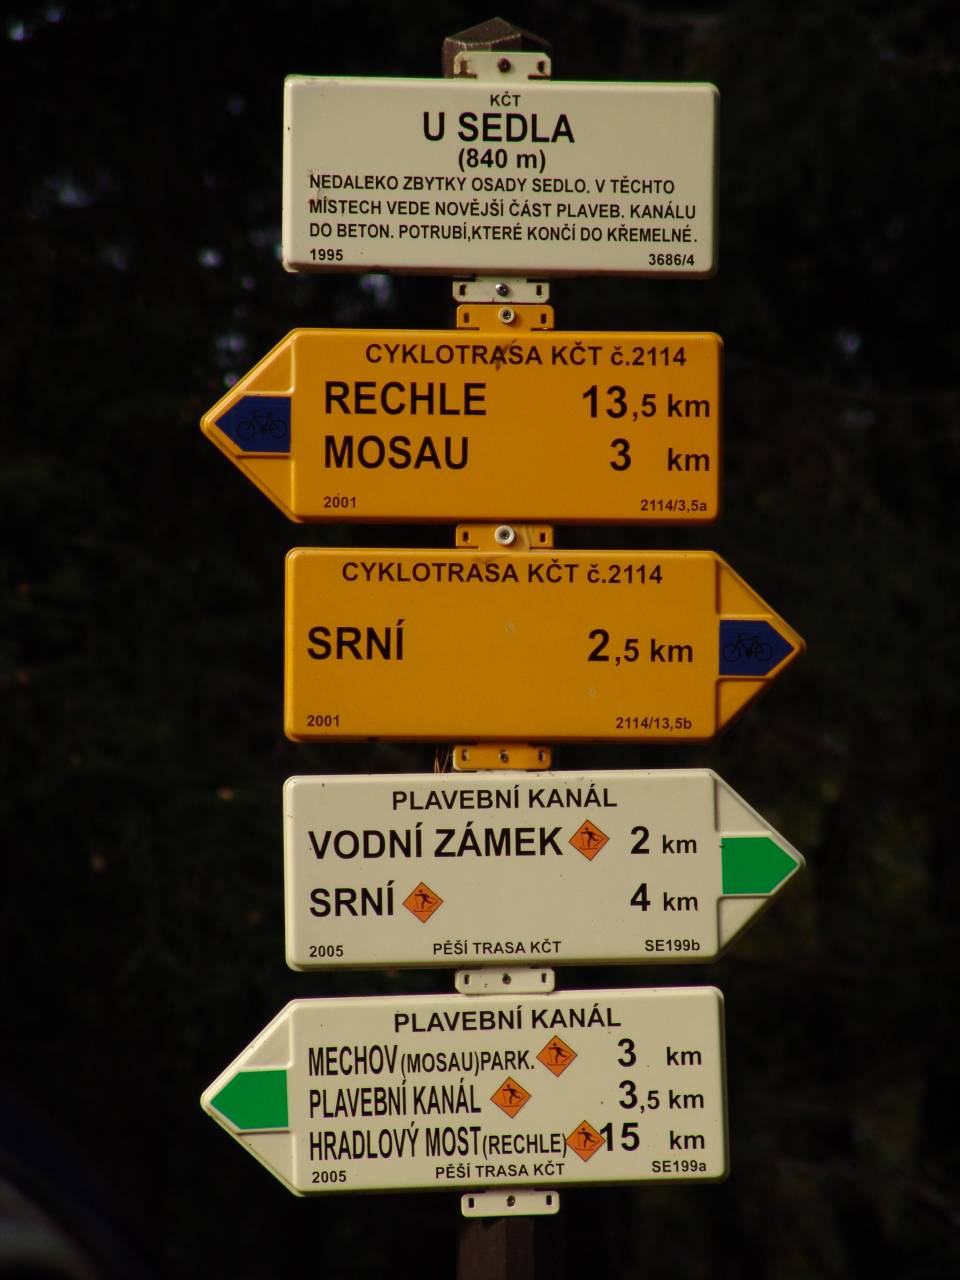 KČT
U SEDLA
(840 m)
NEDALEKO ZBYTKY OSADY SEDLO. V TĚCHTO
MÍSTECH VEDE NOVĚJŠÍ ČÁST PLAVEB. KANÁLU
DO BETON. POTRUBÍ,KTERÉ KONČÍ DO KŘEMELNÉ.
1995 3686/4
CYKLOTRASA KČT č.2114
RECHLE 13,5 km
MOSAU 3 km
2001 2114/3,5a
CYKLOTRASA KČT č.2114
SRNÍ 2,5 km
2001 2114/13,5b
PLAVEBNÍ KANÁL
VODNÍ ZÁMEK 2 km
SRNÍ 4 km
2005 PĚŠÍ TRASA KČT SE199b
PLAVEBNÍ KANÁL
MECHOV(MOSAU)PARK. 3 km
PLAVEBNÍ KANÁL 3,5 km
HRADLOVÝ MOST(RECHLE) 15 km
2005 PĚŠÍ TRASA KČT SE199a